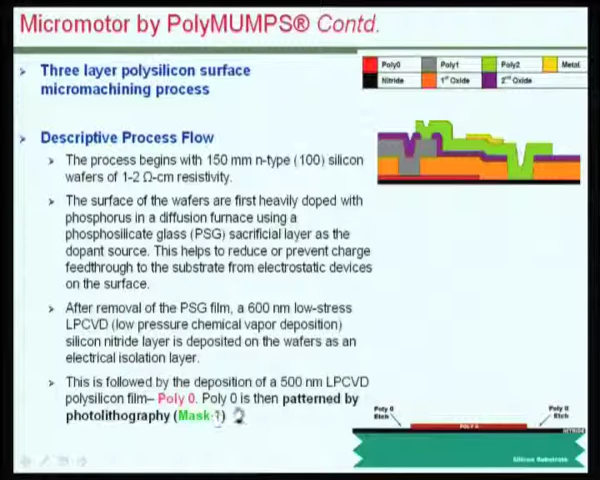 Micromotor by PolyMUMPS® Contd.
Three layer polysilicon surface
micromachining process
Poly0 Poly1 Poly2 Metal
Nitride 1st Oxide 2nd Oxide
Descriptive Process Flow
The process begins with 150 mm n-type (100) silicon
wafers of 1-2 Ω-cm resistivity.
The surface of the wafers are first heavily doped with
phosphorus in a diffusion furnace using a
phosphosilicate glass (PSG) sacrificial layer as the
dopant source. This helps to reduce or prevent charge
feedthrough to the substrate from electrostatic devices
on the surface.
After removal of the PSG film, a 600 nm low-stress
LPCVD (low pressure chemical vapor deposition)
silicon nitride layer is deposited on the wafers as an
electrical isolation layer.
This is followed by the deposition of a 500 nm LPCVD
polysilicon film– Poly 0. Poly 0 is then patterned by
photolithography (Mask
Poly 0
Etch
Poly 0
Etch
POLY 0
NITRIDE
Silicon Substrate